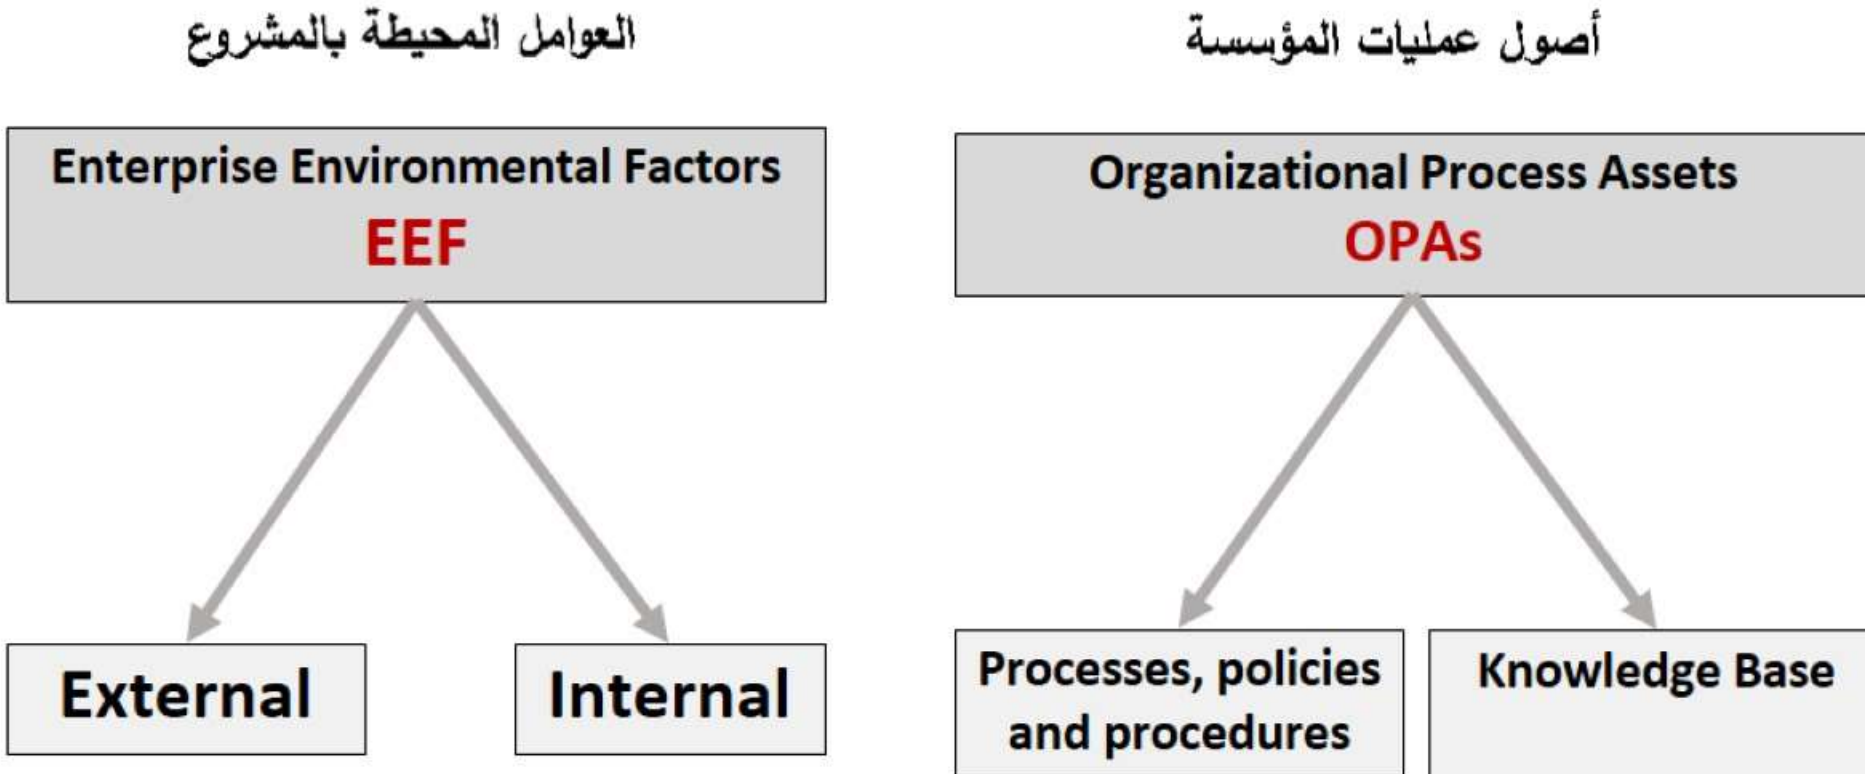 العوامل المحيطة بالمشروع
Enterprise Environmental Factors
EEF
External
Internal
أصول عمليات المؤسسة
Organizational Process Assets
OPAs
Processes, policies
and procedures
Knowledge Base